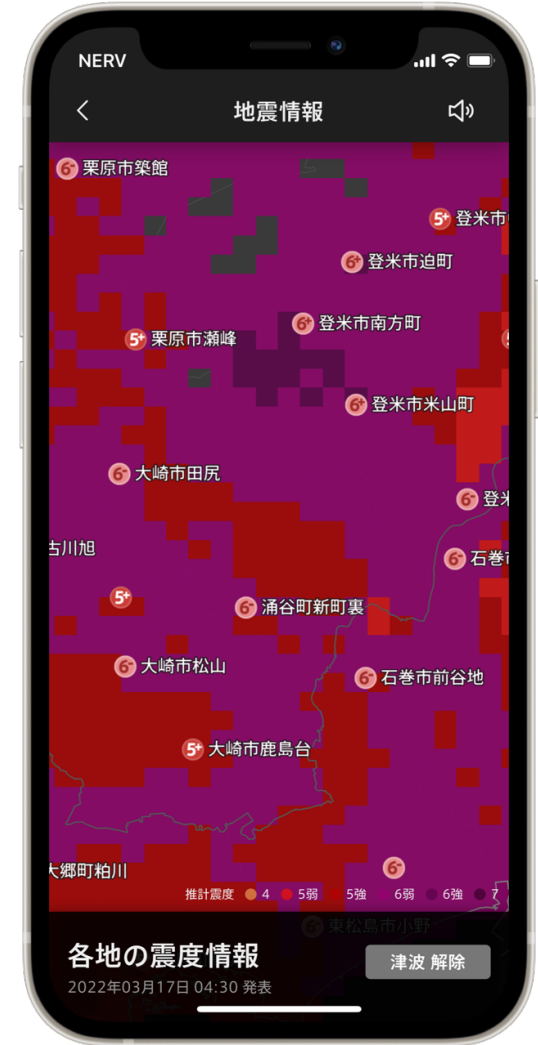 NERV
地震情報
6- 栗原市築館
5+ 登米市
6+ 登米市迫町
6+ 登米市南方町
5+ 栗原市瀬峰
6+ 登米市米山町
6- 大崎市田尻
6- 登米
古川旭
6- 石巻市
5+
6- 涌谷町新町裏
6- 大崎市松山
6- 石巻市前谷地
5+ 大崎市鹿島台
大郷町粕川
6-
推計震度 4 5弱 5強 6弱 6強 7
東松島市小野
各地の震度情報
津波 解除
2022年03月17日 04:30 発表